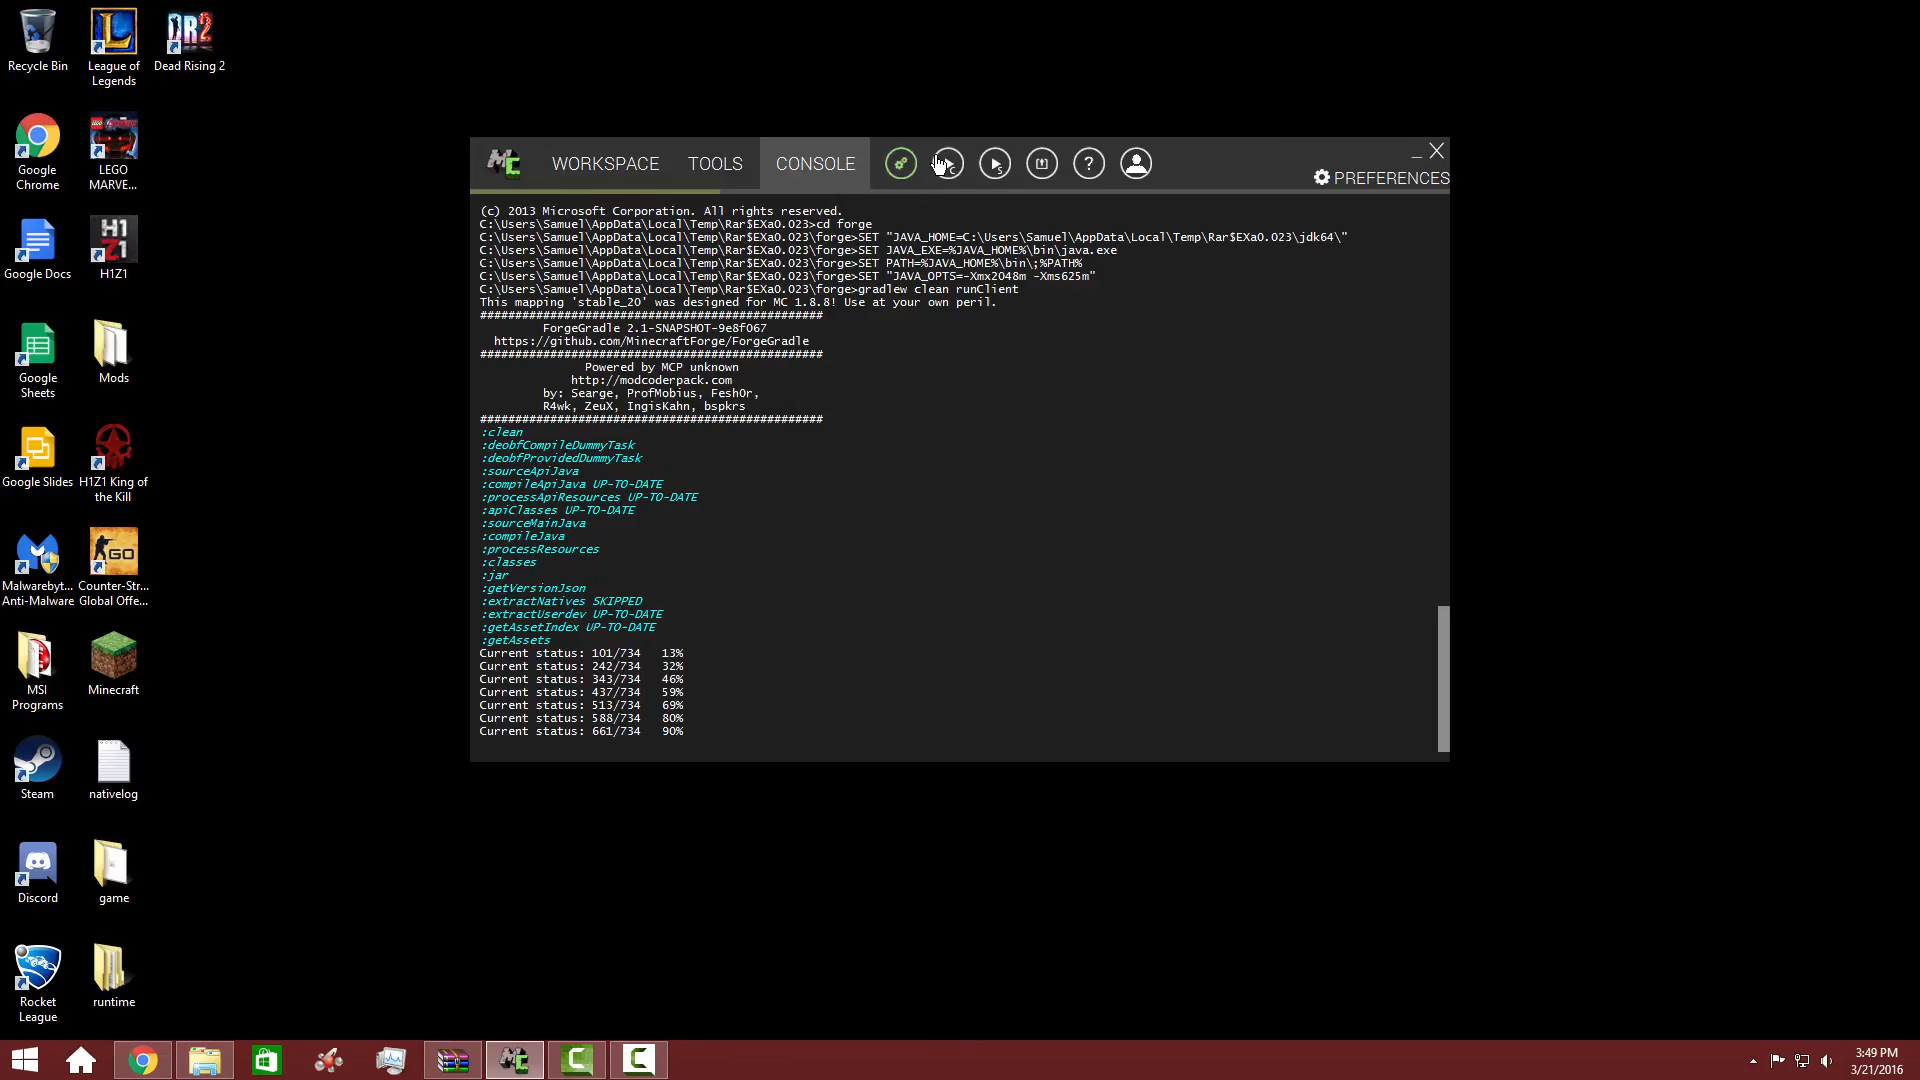 Recycle Bin
League of
Legends
Dead Rising 2
Google
Chrome
LEGO
MARVE...
Google Docs
H1Z1
Google
Sheets
Mods
Google Slides
H1Z1 King of
the Kill
Malwarebyt...
Anti-Malware
Counter-Str...
Global Offe...
MSI
Programs
Minecraft
Steam
nativelog
Discord
game
Rocket
League
runtime
WORKSPACE
TOOLS
CONSOLE
PREFERENCES
(c) 2013 Microsoft Corporation. All rights reserved.
C:\Users\Samuel\AppData\Local\Temp\Rar$EXa0.023>cd forge
C:\Users\Samuel\AppData\Local\Temp\Rar$EXa0.023\forge>SET "JAVA_HOME=C:\Users\Samuel\AppData\Local\Temp\Rar$EXa0.023\jdk64\"
C:\Users\Samuel\AppData\Local\Temp\Rar$EXa0.023\forge>SET JAVA_EXE=%JAVA_HOME%\bin\java.exe
C:\Users\Samuel\AppData\Local\Temp\Rar$EXa0.023\forge>SET PATH=%JAVA_HOME%\bin\;%PATH%
C:\Users\Samuel\AppData\Local\Temp\Rar$EXa0.023\forge>SET "JAVA_OPTS=-Xmx2048m -Xms625m"
C:\Users\Samuel\AppData\Local\Temp\Rar$EXa0.023\forge>gradlew clean runClient
This mapping 'stable_20' was designed for MC 1.8.8! Use at your own peril.
#################################################
ForgeGradle 2.1-SNAPSHOT-9e8f067
https://github.com/MinecraftForge/ForgeGradle
#################################################
Powered by MCP unknown
http://modcoderpack.com
by: Searge, ProfMobius, Fesh0r,
R4wk, ZeuX, IngisKahn, bspkrs
#################################################
:clean
:deobfCompileDummyTask
:deobfProvidedDummyTask
:sourceApiJava
:compileApiJava UP-TO-DATE
:processApiResources UP-TO-DATE
:apiClasses UP-TO-DATE
:sourceMainJava
:compileJava
:processResources
:classes
:jar
:getVersionJson
:extractNatives SKIPPED
:extractUserdev UP-TO-DATE
:getAssetIndex UP-TO-DATE
:getAssets
Current status: 101/734   13%
Current status: 242/734   32%
Current status: 343/734   46%
Current status: 437/734   59%
Current status: 513/734   69%
Current status: 588/734   80%
Current status: 661/734   90%
3:49 PM
3/21/2016